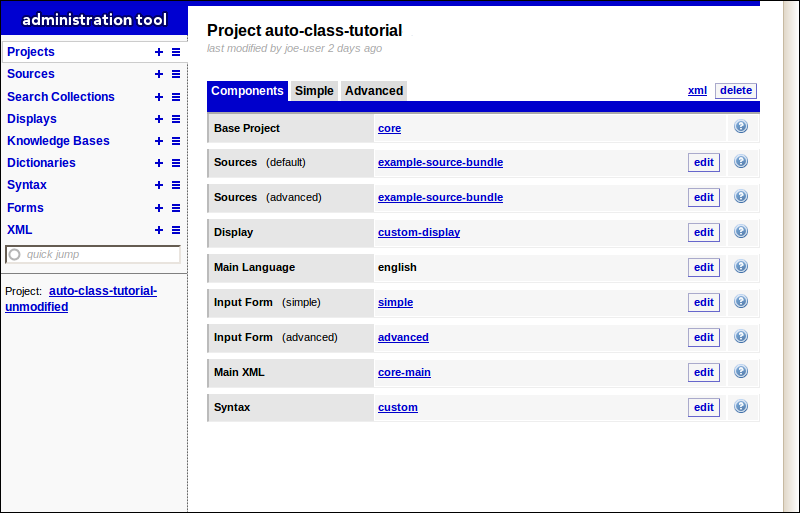 administration tool
Projects
Sources
Search Collections
Displays
Knowledge Bases
Dictionaries
Syntax
Forms
XML
quick jump
Project: auto-class-tutorial-
unmodified
Project auto-class-tutorial
last modified by joe-user 2 days ago
Components Simple Advanced xml delete
Base Project core ?
Sources (default) example-source-bundle edit ?
Sources (advanced) example-source-bundle edit ?
Display custom-display edit ?
Main Language english edit ?
Input Form (simple) simple edit ?
Input Form (advanced) advanced edit ?
Main XML core-main edit ?
Syntax custom edit ?